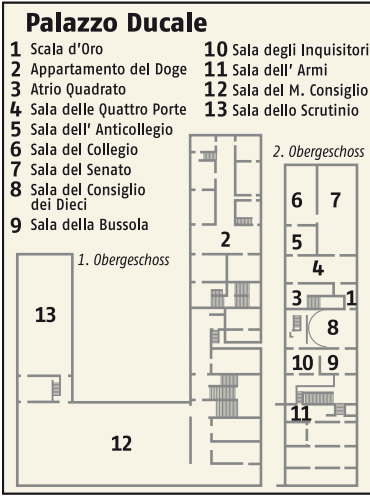 Palazzo Ducale
1 Scala d'Oro
2 Appartamento del Doge
3 Atrio Quadrato
4 Sala delle Quattro Porte
5 Sala dell' Anticollegio
6 Sala del Collegio
7 Sala del Senato
8 Sala del Consiglio
dei Dieci
9 Sala della Bussola
10 Sala degli Inquisitori
11 Sala dell' Armi
12 Sala del M. Consiglio
13 Sala dello Scrutinio
1. Obergeschoss
13
12
2
2. Obergeschoss
6 7
5
4
3 1
8
10 9
11